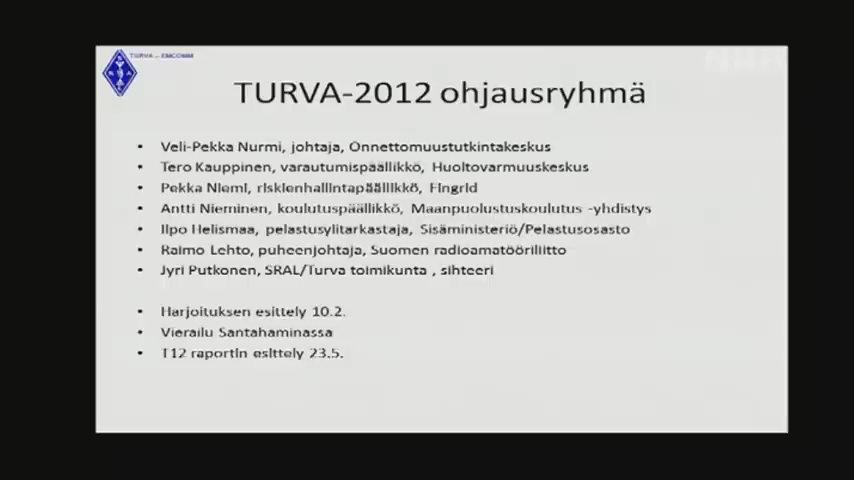 TURVA - EMCOMM
TURVA-2012 ohjausryhmä
• Veli-Pekka Nurmi, johtaja, Onnettomuustutkintakeskus
• Tero Kauppinen, varautumispäällikkö, Huoltovarmuuskeskus
• Pekka Niemi, riskienhallintapäällikkö, Fingrid
• Antti Nieminen, koulutuspäällikkö, Maanpuolustuskoulutus -yhdistys
• Ilpo Helismaa, pelastusylitarkastaja, Sisäministeriö/Pelastusosasto
• Raimo Lehto, puheenjohtaja, Suomen radioamatööriliitto
• Jyri Putkonen, SRAL/Turva toimikunta , sihteeri
• Harjoituksen esittely 10.2.
• Vierailu Santahaminassa
• T12 raportin esittely 23.5.